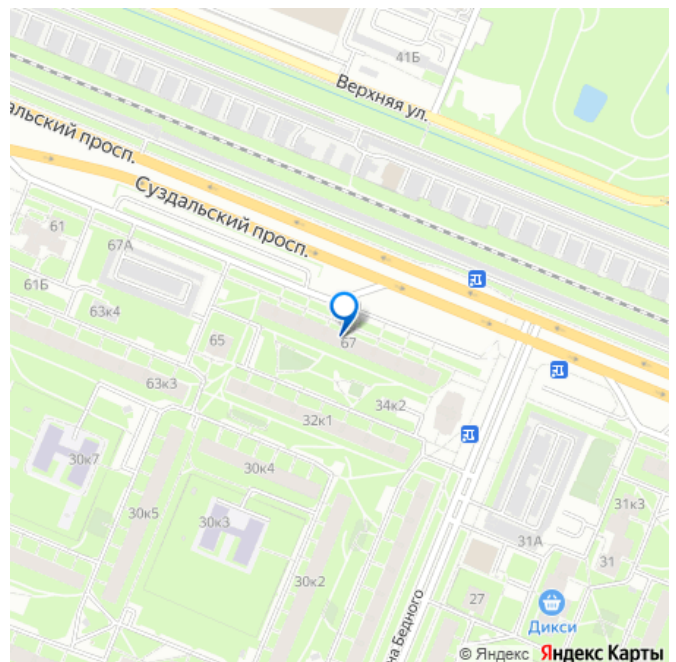 41Б
Верхняя ул.
альский просп.
Суздальский просп.
61
67А
61Б
63к4
65
67
63к3
34к2
32к1
30к7
30к4
30к5
30к3
31к3
31А
31
30к2
27
на Бедного
Дикси
© Яндекс Яндекс Карты